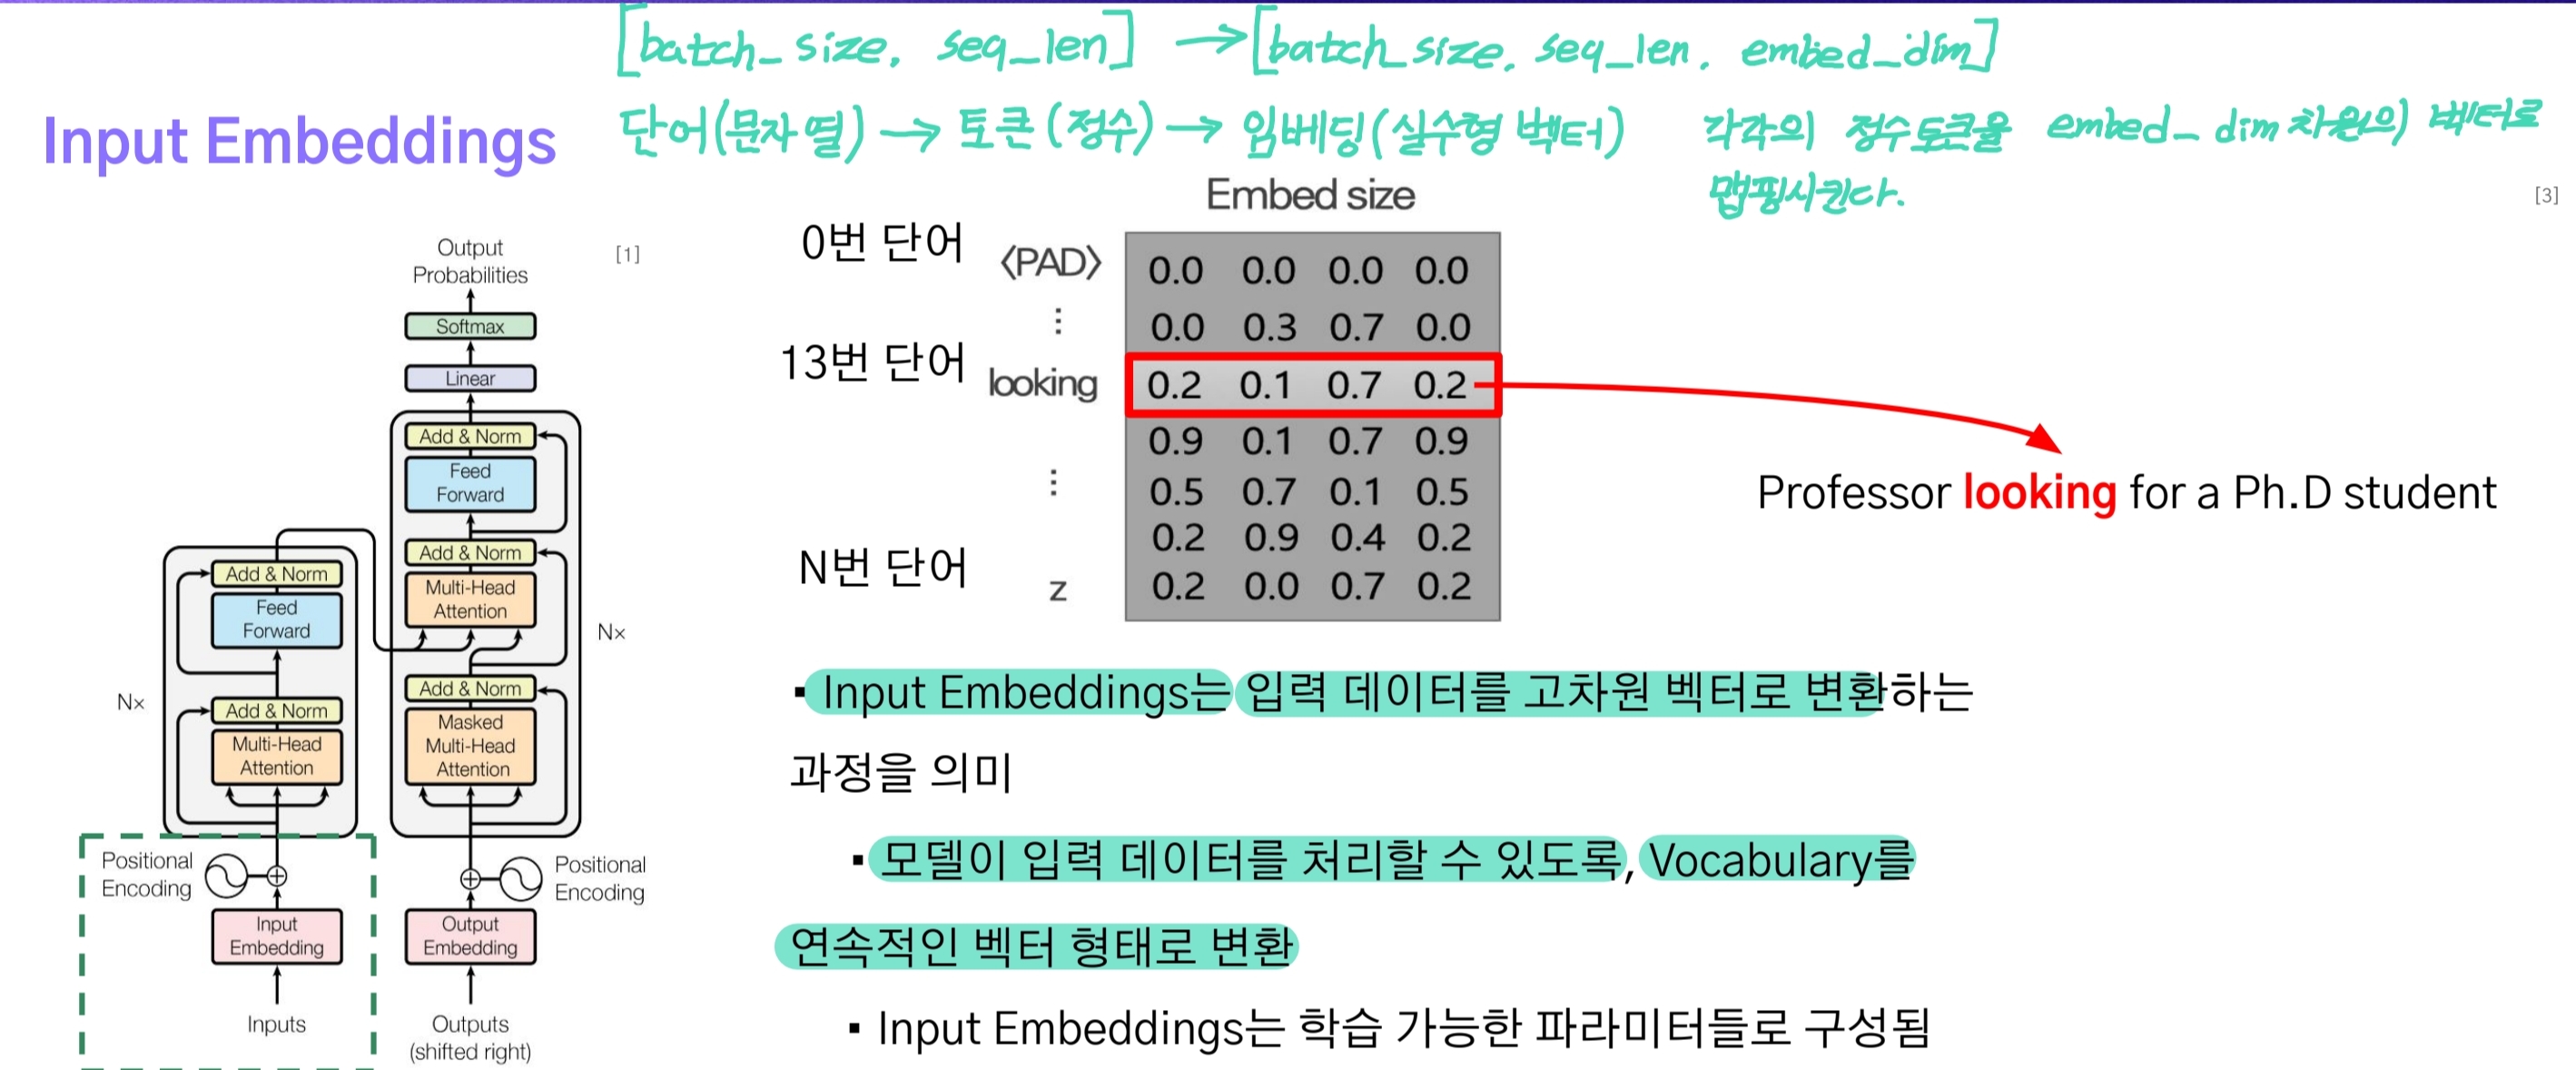 [batch_size, seq_len] → [batch_size, seq_len, embed_dim]
Input Embeddings
단어(문자열) → 토큰(정수) → 임베딩(실수형 벡터)
각각의 정수토큰을 embed_dim차원의 벡터로
맵핑시킨다.
[3]
[1]
Output
Probabilities
Softmax
Linear
Add & Norm
Feed
Forward
Add & Norm
Multi-Head
Attention
Nx
Add & Norm
Masked
Multi-Head
Attention
Add & Norm
Feed
Forward
Nx
Add & Norm
Multi-Head
Attention
Positional
Encoding
Input
Embedding
Inputs
Positional
Encoding
Output
Embedding
Outputs
(shifted right)
Embed size
0번 단어 〈PAD〉 0.0 0.0 0.0 0.0
⋮ 0.0 0.3 0.7 0.0
13번 단어 looking 0.2 0.1 0.7 0.2
0.9 0.1 0.7 0.9
⋮ 0.5 0.7 0.1 0.5
0.2 0.9 0.4 0.2
N번 단어 z 0.2 0.0 0.7 0.2
Professor looking for a Ph.D student
▪ Input Embeddings는 입력 데이터를 고차원 벡터로 변환하는
과정을 의미
▪ 모델이 입력 데이터를 처리할 수 있도록, Vocabulary를
연속적인 벡터 형태로 변환
▪ Input Embeddings는 학습 가능한 파라미터들로 구성됨